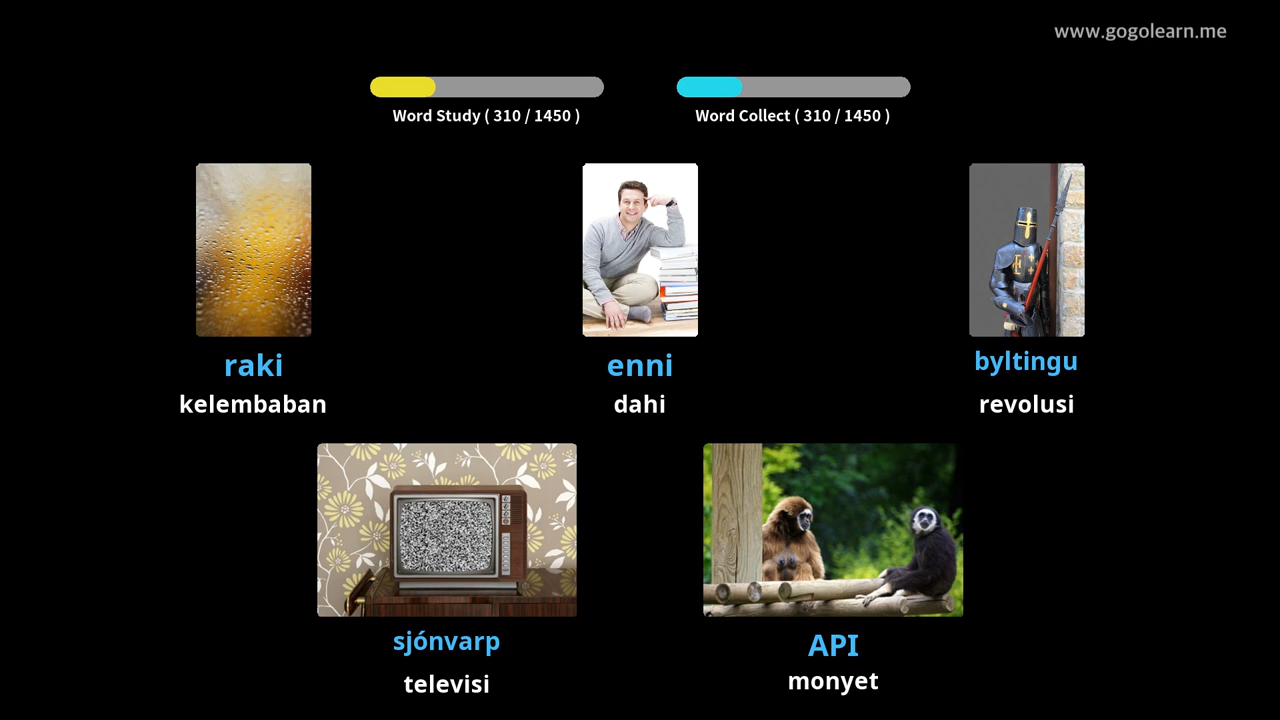 www.gogolearn.me
Word Study ( 310 / 1450 )
Word Collect ( 310 / 1450 )
raki
kelembaban
enni
dahi
byltingu
revolusi
sjónvarp
televisi
API
monyet